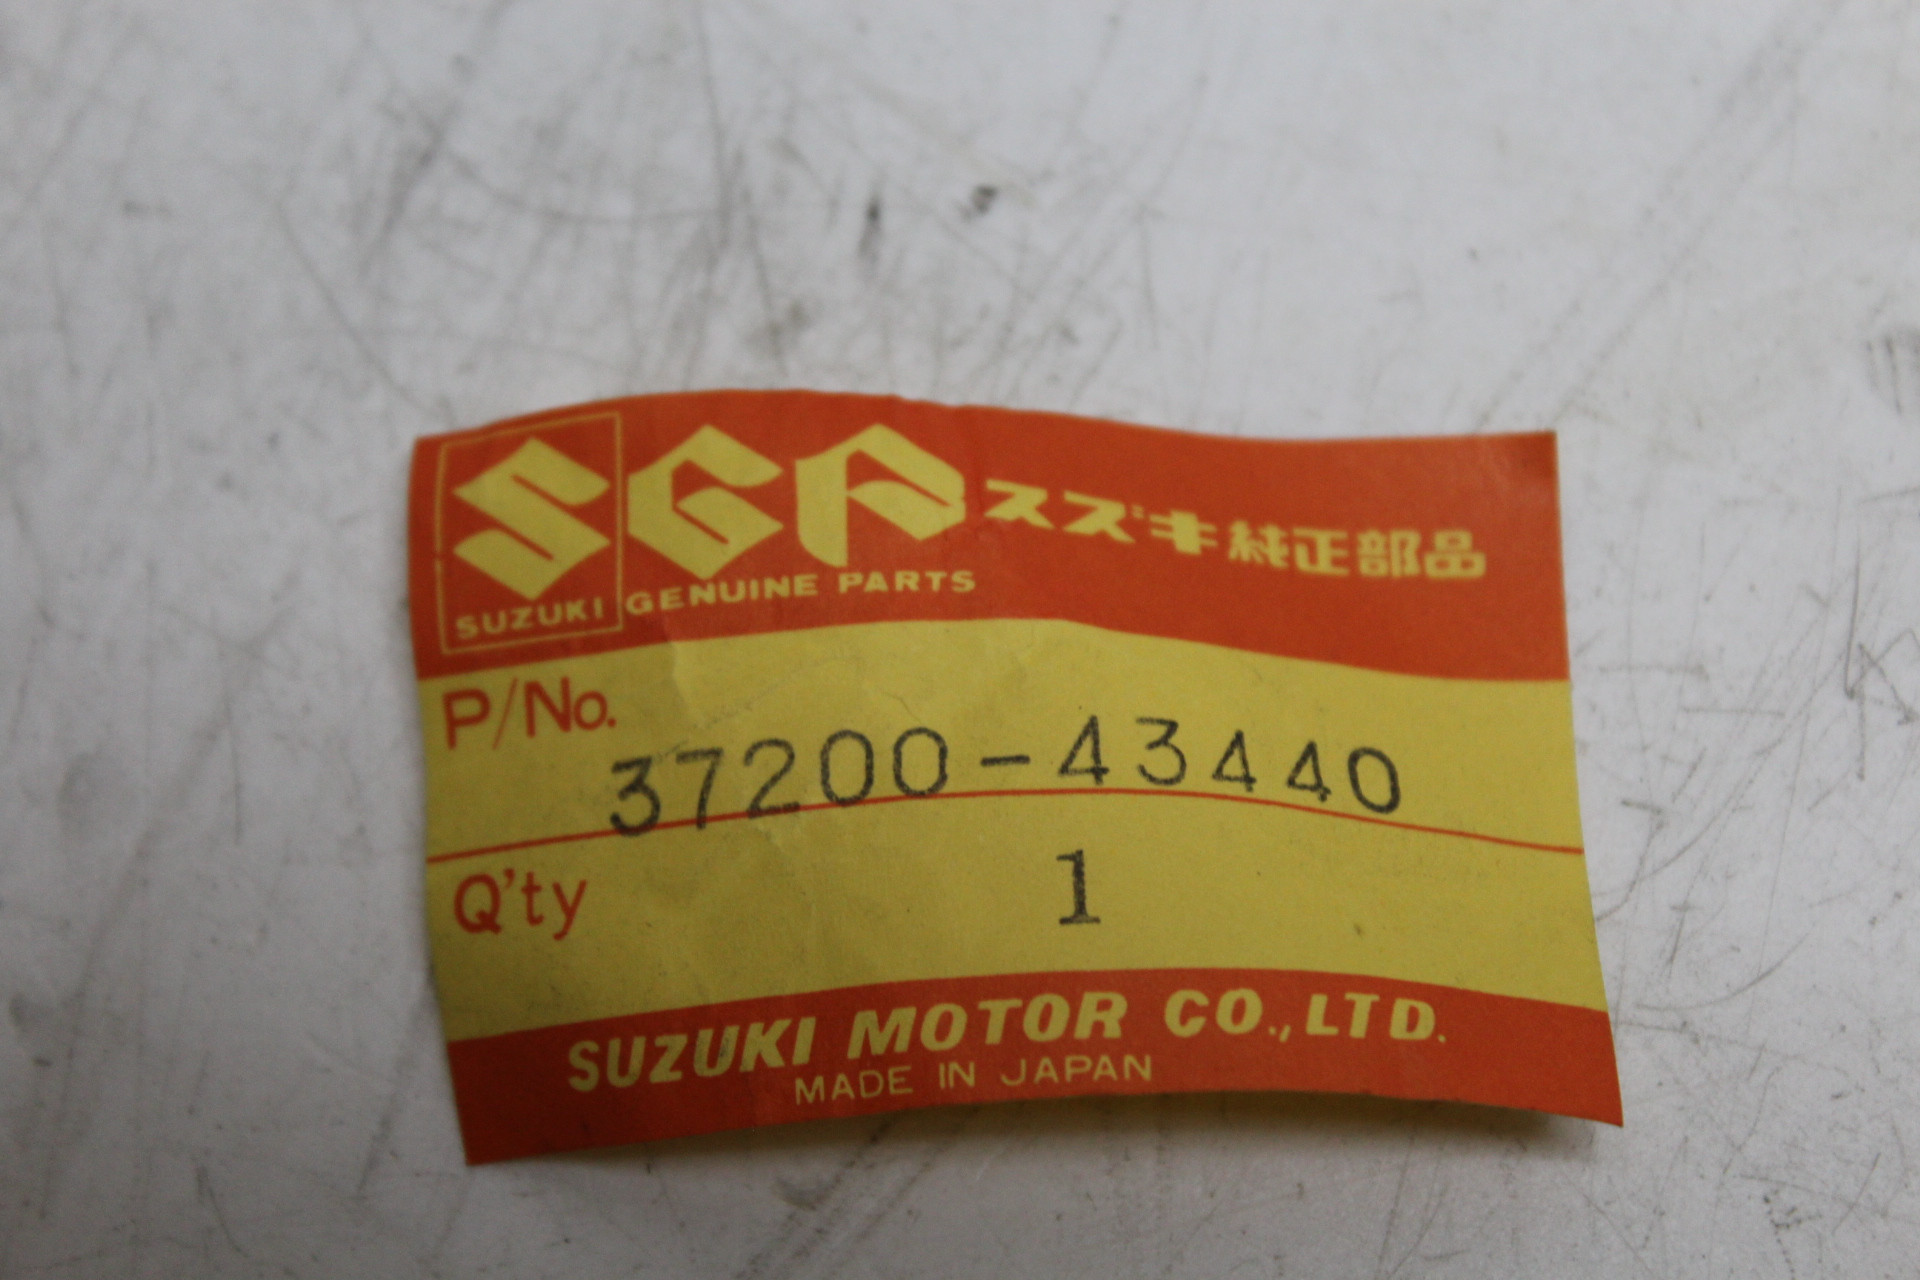 SGP スズキ純正部品
SUZUKI GENUINE PARTS
P/No.
37200-43440
Q'ty 1
SUZUKI MOTOR CO., LTD.
MADE IN JAPAN